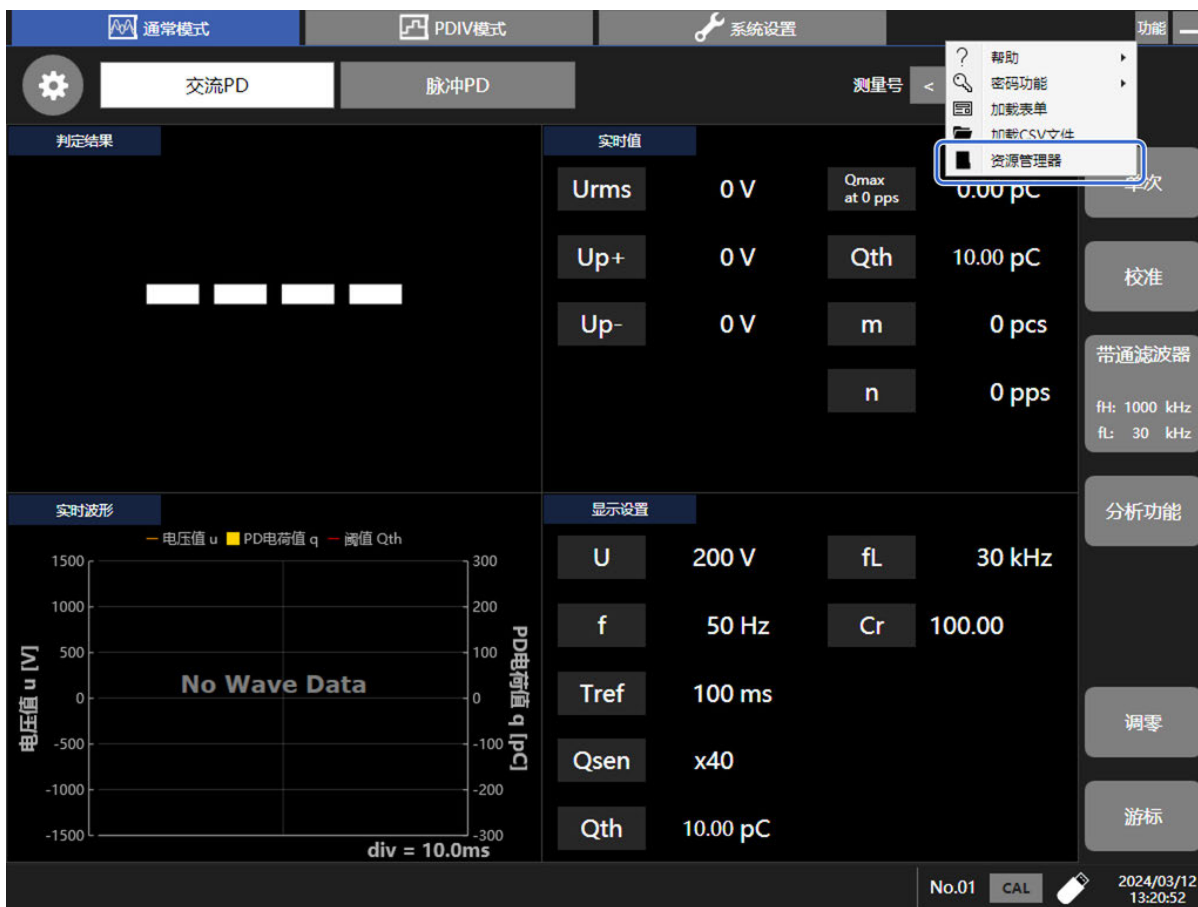 通常模式
PDIV模式
系统设置
功能
交流PD
脉冲PD
测量号
<
帮助
密码功能
加载表单
加载CSV文件
资源管理器
判定结果
实时值
Urms 0 V
Qmax
at 0 pps
0.00 pC
Up+ 0 V
Qth 10.00 pC
Up- 0 V
m 0 pcs
n 0 pps
单次
校准
带通滤波器
fH: 1000 kHz
fL: 30 kHz
分析功能
调零
游标
实时波形
电压值 u PD电荷值 q 阈值 Qth
1500
1000
500
0
-500
-1000
-1500
电压值 u [V]
No Wave Data
300
200
100
0
-100
-200
-300
PD电荷值 q [pC]
div = 10.0ms
显示设置
U 200 V
fL 30 kHz
f 50 Hz
Cr 100.00
Tref 100 ms
Qsen x40
Qth 10.00 pC
No.01 CAL
2024/03/12
13:20:52